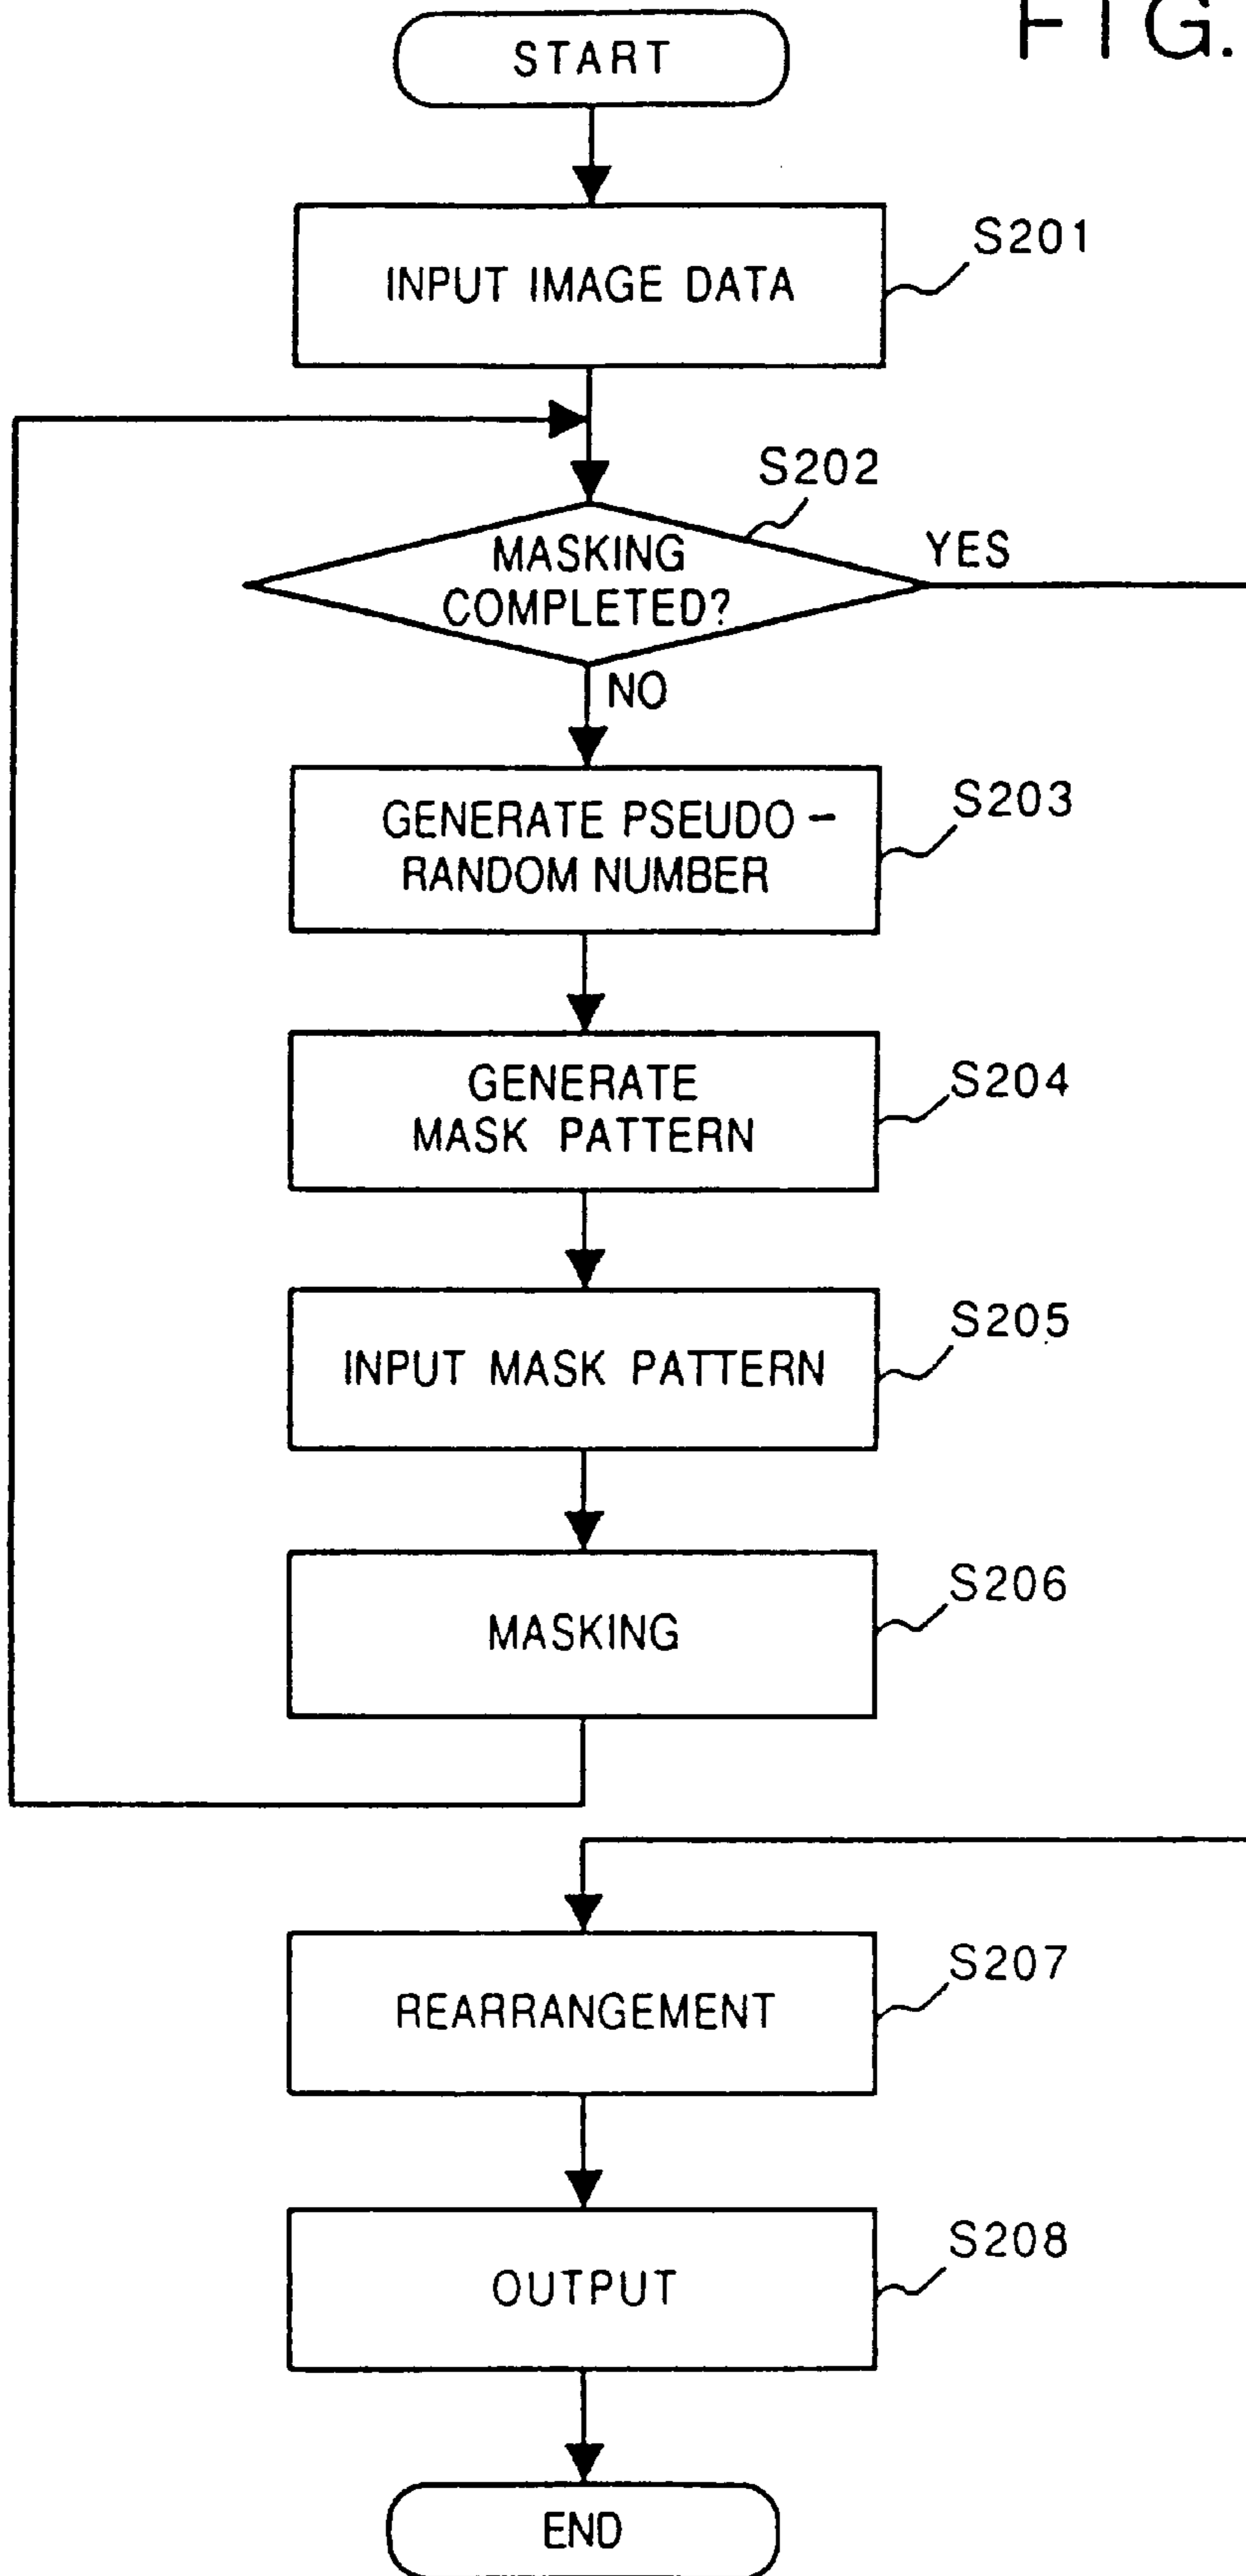 FIG.
START
INPUT IMAGE DATA
S201
S202
MASKING
COMPLETED?
YES
NO
GENERATE PSEUDO-
RANDOM NUMBER
S203
GENERATE
MASK PATTERN
S204
INPUT MASK PATTERN
S205
MASKING
S206
REARRANGEMENT
S207
OUTPUT
S208
END